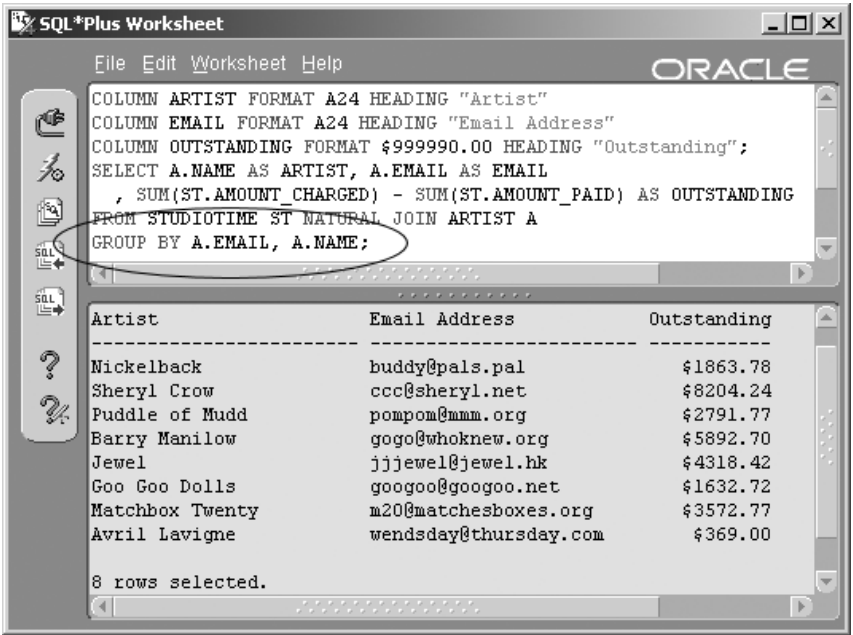 SQL*Plus Worksheet
File Edit Worksheet Help
ORACLE
COLUMN ARTIST FORMAT A24 HEADING "Artist"
COLUMN EMAIL FORMAT A24 HEADING "Email Address"
COLUMN OUTSTANDING FORMAT $999990.00 HEADING "Outstanding";
SELECT A.NAME AS ARTIST, A.EMAIL AS EMAIL
, SUM(ST.AMOUNT_CHARGED) - SUM(ST.AMOUNT_PAID) AS OUTSTANDING
FROM STUDIOTIME ST NATURAL JOIN ARTIST A
GROUP BY A.EMAIL, A.NAME;
SQL
SQL
Artist Email Address Outstanding
------------------------ ------------------------ -----------
Nickelback buddy@pals.pal $1863.78
Sheryl Crow ccc@sheryl.net $8204.24
Puddle of Mudd pompom@mmm.org $2791.77
Barry Manilow gogo@whoknew.org $5892.70
Jewel jjjewel@jewel.hk $4318.42
Goo Goo Dolls googoo@googoo.net $1632.72
Matchbox Twenty m20@matchesboxes.org $3572.77
Avril Lavigne wendsday@thursday.com $369.00
8 rows selected.